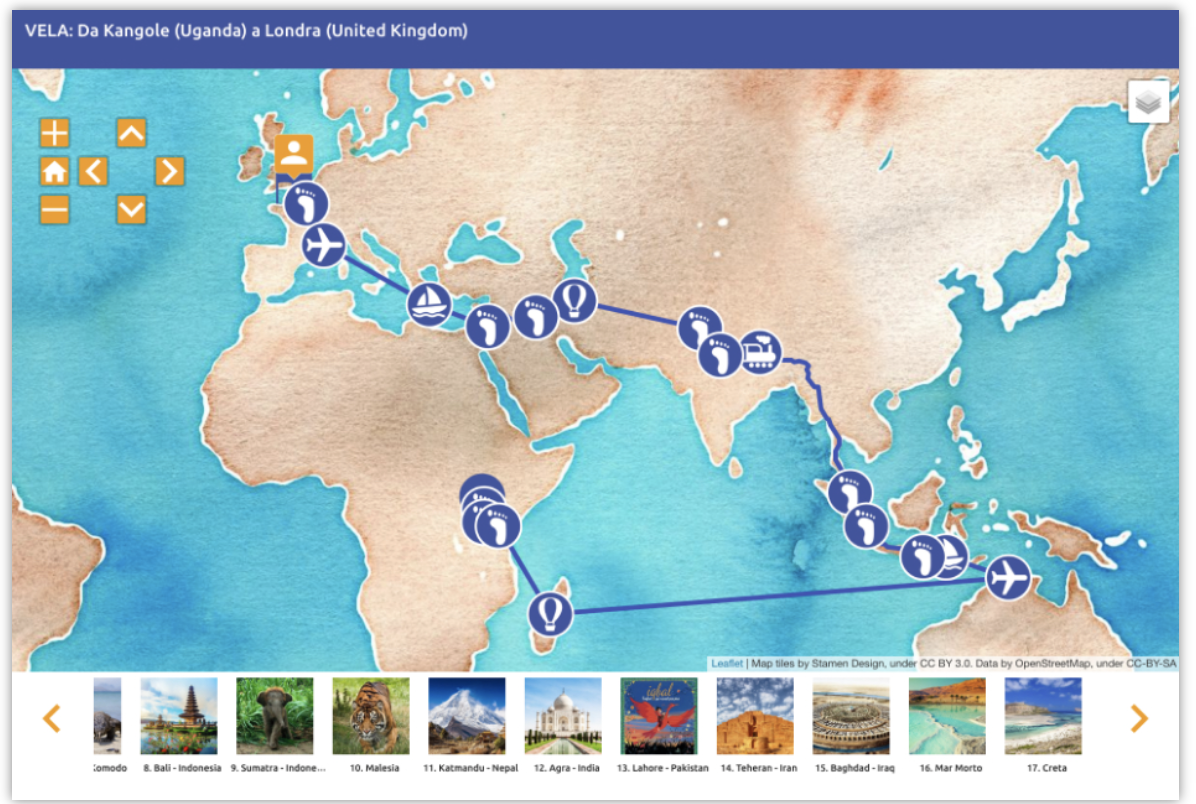 VELA: Da Kangole (Uganda) a Londra (United Kingdom)
Leaflet | Map tiles by Stamen Design, under CC BY 3.0. Data by OpenStreetMap, under CC-BY-SA
iqbal
Komodo
8. Bali - Indonesia
9. Sumatra - Indone...
10. Malesia
11. Katmandu - Nepal
12. Agra - India
13. Lahore - Pakistan
14. Teheran - Iran
15. Baghdad - Iraq
16. Mar Morto
17. Creta